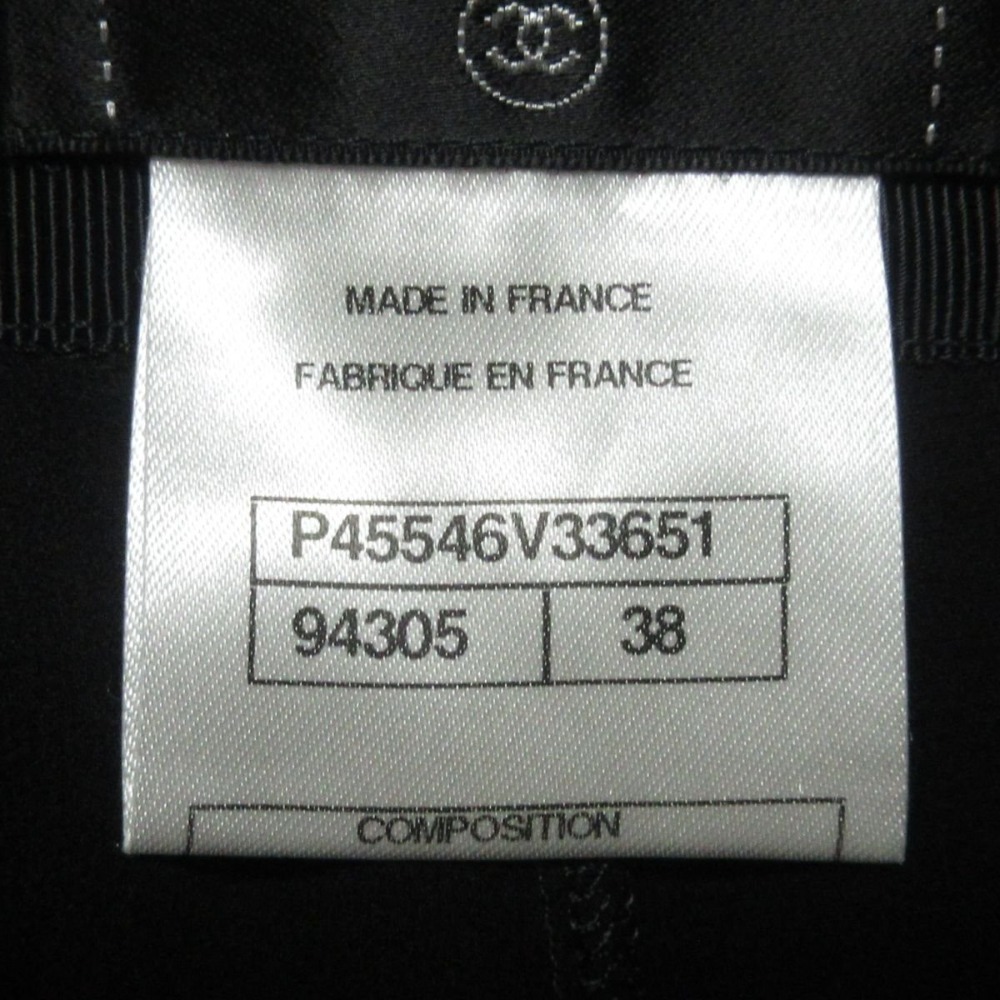 MADE IN FRANCE
FABRIQUE EN FRANCE
P45546V33651
94305 38
COMPOSITION